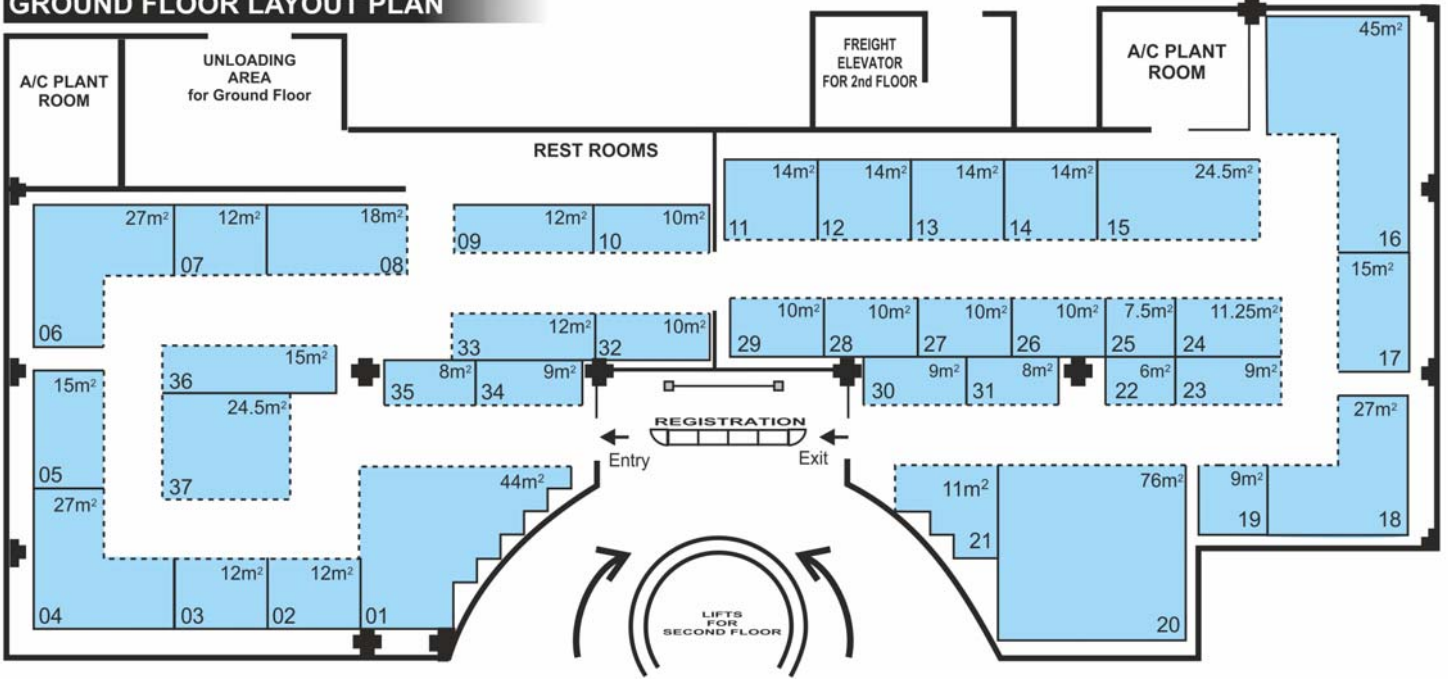 GROUND FLOOR LAYOUT PLAN
A/C PLANT
ROOM
UNLOADING
AREA
for Ground Floor
FREIGHT
ELEVATOR
FOR 2nd FLOOR
A/C PLANT
ROOM
45m²
16
REST ROOMS
14m²
11
14m²
12
14m²
13
14m²
14
24.5m²
15
27m²
06
12m²
07
18m²
08
12m²
09
10m²
10
15m²
17
12m²
33
10m²
32
10m²
29
10m²
28
10m²
27
10m²
26
7.5m²
25
11.25m²
24
15m²
36
8m²
35
9m²
34
9m²
30
8m²
31
6m²
22
9m²
23
15m²
05
24.5m²
37
27m²
18
REGISTRATION
Entry
Exit
27m²
04
12m²
03
12m²
02
44m²
01
11m²
21
76m²
20
9m²
19
LIFTS
FOR
SECOND FLOOR